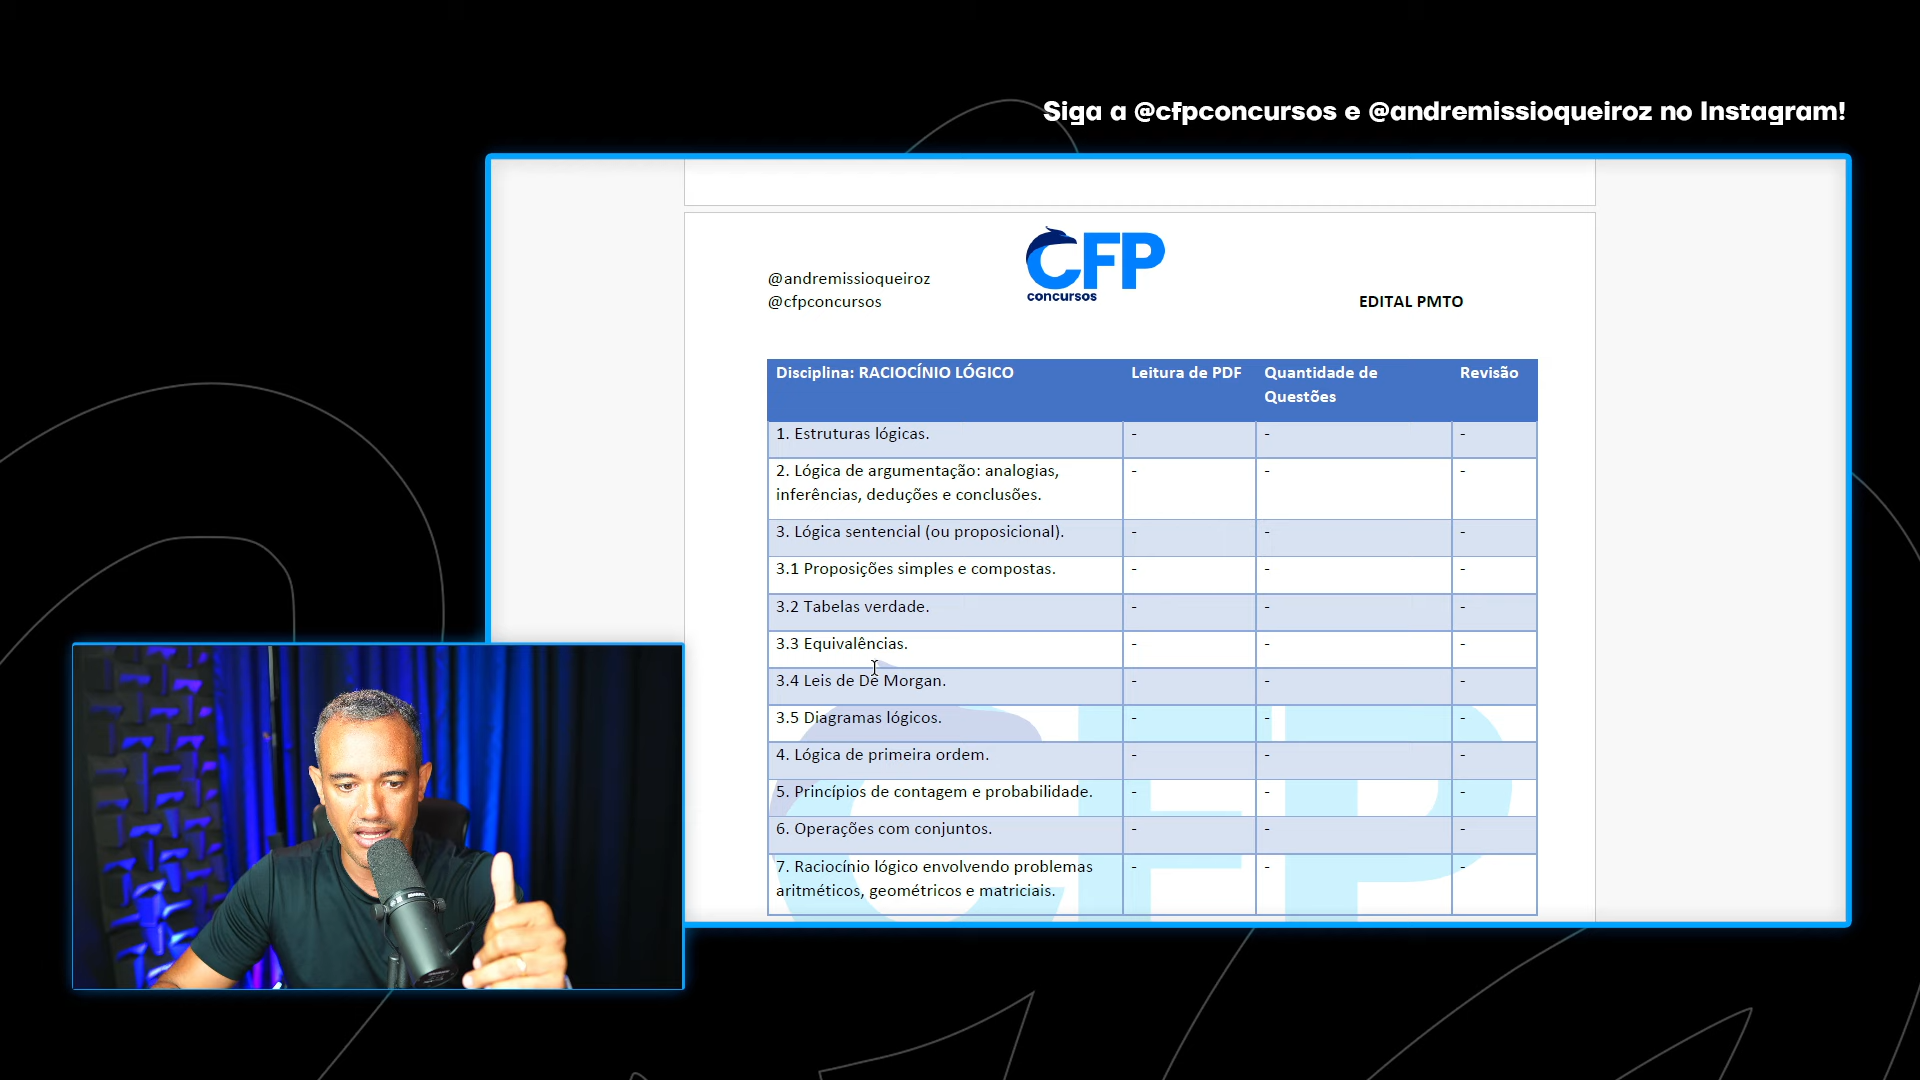 Siga a @cfpconcursos e @andremissioqueiroz no Instagram!
CFP
concursos
@andremissioqueiroz
@cfpconcursos
EDITAL PMTO
Disciplina: RACIOCÍNIO LÓGICO Leitura de PDF Quantidade de Revisão
Questões
1. Estruturas lógicas. - - -
2. Lógica de argumentação: analogias, - - -
inferências, deduções e conclusões.
3. Lógica sentencial (ou proposicional). - - -
3.1 Proposições simples e compostas. - - -
3.2 Tabelas verdade. - - -
3.3 Equivalências. - - -
3.4 Leis de De Morgan. - - -
3.5 Diagramas lógicos. - - -
4. Lógica de primeira ordem. - - -
5. Princípios de contagem e probabilidade. - - -
6. Operações com conjuntos. - - -
7. Raciocínio lógico envolvendo problemas - - -
aritméticos, geométricos e matriciais.
CFP